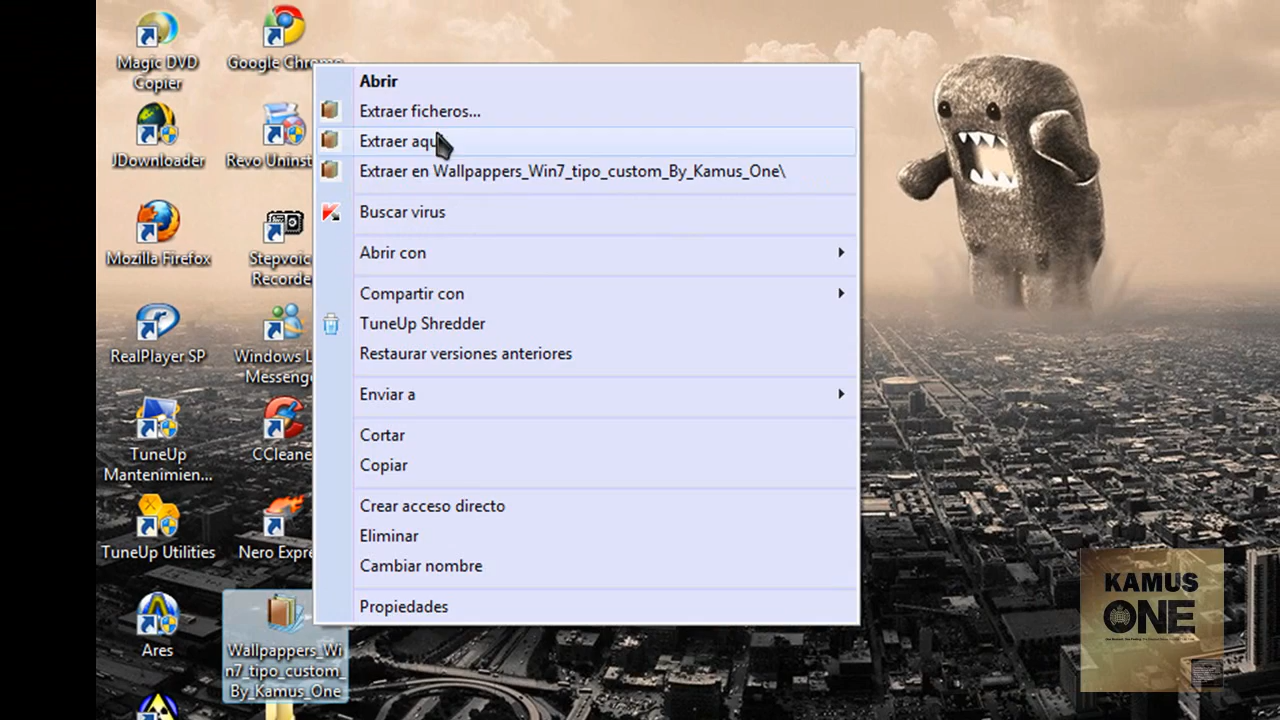 Magic DVD
Copier
Google Chrome
JDownloader
Revo Uninst
Mozilla Firefox
Stepvoic
Recorde
RealPlayer SP
Windows L
Messeng
TuneUp
Mantenimien...
CCleane
TuneUp Utilities
Nero Expre
Ares
Wallpappers_Wi
n7_tipo_custom_
By_Kamus_One
Abrir
Extraer ficheros...
Extraer aqu
Extraer en Wallpappers_Win7_tipo_custom_By_Kamus_One\
Buscar virus
Abrir con
Compartir con
TuneUp Shredder
Restaurar versiones anteriores
Enviar a
Cortar
Copiar
Crear acceso directo
Eliminar
Cambiar nombre
Propiedades
KAMUS
ONE